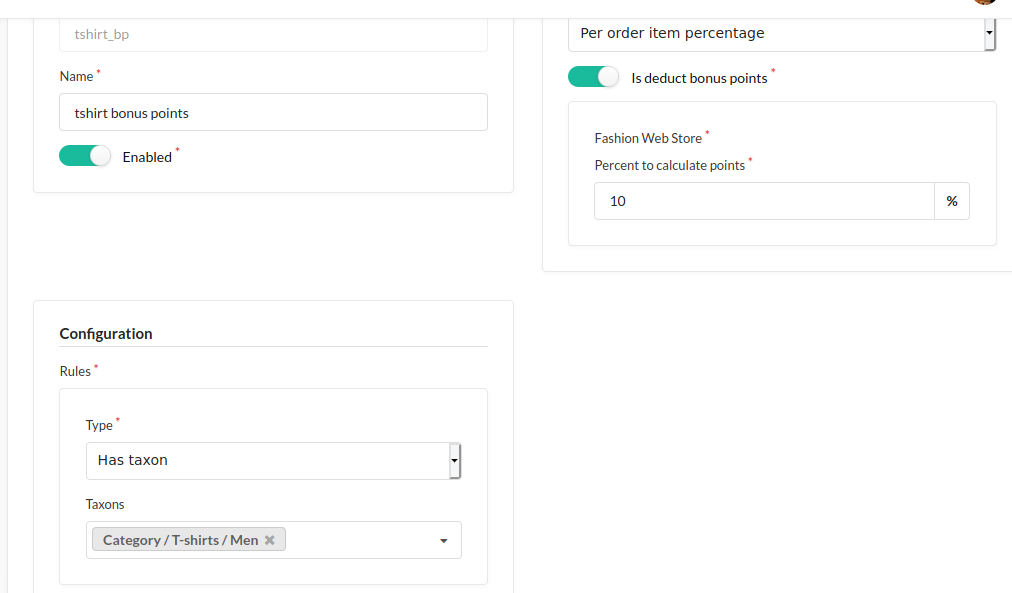 tshirt_bp
Name *
tshirt bonus points
Enabled *
Per order item percentage
Is deduct bonus points *
Fashion Web Store *
Percent to calculate points *
10 %
Configuration
Rules *
Type *
Has taxon
Taxons
Category / T-shirts / Men ✖